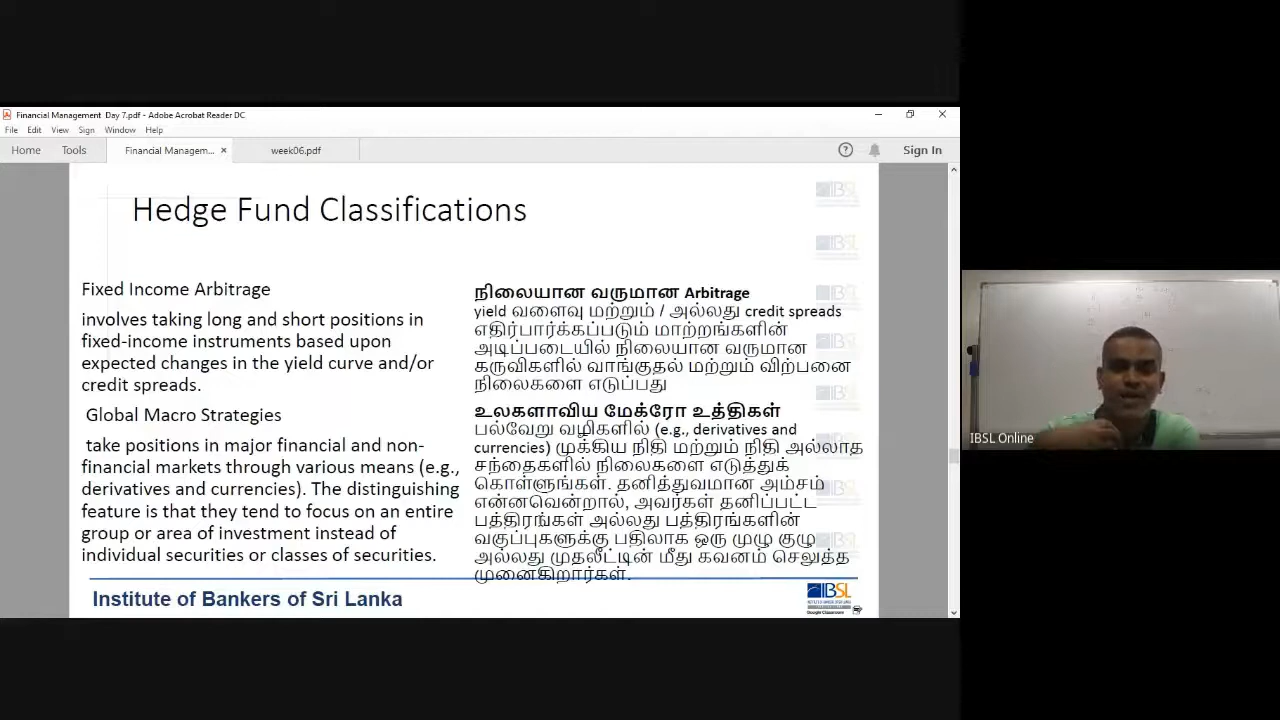 Financial Management Day 7.pdf - Adobe Acrobat Reader DC
File Edit View Sign Window Help
Home Tools Financial Managem... × week06.pdf ? Sign In
Hedge Fund Classifications
Fixed Income Arbitrage
involves taking long and short positions in
fixed-income instruments based upon
expected changes in the yield curve and/or
credit spreads.
Global Macro Strategies
take positions in major financial and non-
financial markets through various means (e.g.,
derivatives and currencies). The distinguishing
feature is that they tend to focus on an entire
group or area of investment instead of
individual securities or classes of securities.
நிலையான வருமான Arbitrage
yield வளைவு மற்றும் / அல்லது credit spreads
எதிர்பார்க்கப்படும் மாற்றங்களின்
அடிப்படையில் நிலையான வருமான
கருவிகளில் வாங்குதல் மற்றும் விற்பனை
நிலைகளை எடுப்பது
உலகளாவிய மேக்ரோ உத்திகள்
பல்வேறு வழிகளில் (e.g., derivatives and
currencies) முக்கிய நிதி மற்றும் நிதி அல்லாத
சந்தைகளில் நிலைகளை எடுத்துக்
கொள்ளுங்கள். தனித்துவமான அம்சம்
என்னவென்றால், அவர்கள் தனிப்பட்ட
பத்திரங்கள் அல்லது பத்திரங்களின்
வகுப்புகளுக்கு பதிலாக ஒரு முழு குழு
அல்லது முதலீட்டின் மீது கவனம் செலுத்த
முனைகிறார்கள்.
Institute of Bankers of Sri Lanka
IBSL
Google Classroom
IBSL Online